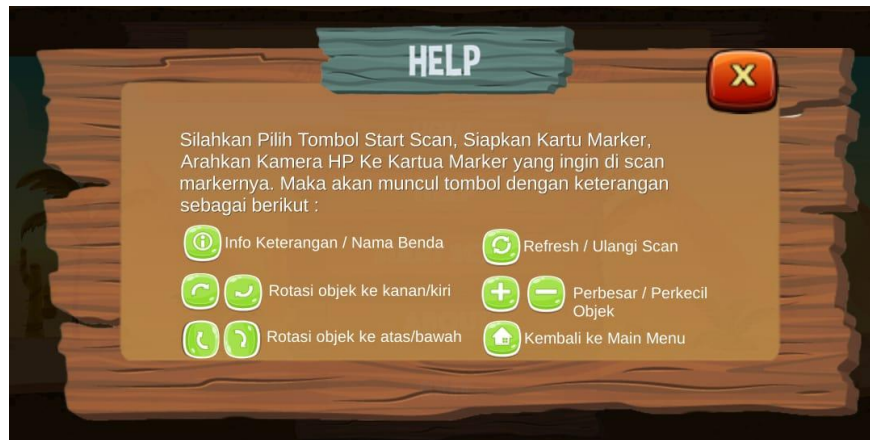 HELP
X
Silahkan Pilih Tombol Start Scan, Siapkan Kartu Marker,
Arahkan Kamera HP Ke Kartua Marker yang ingin di scan
markernya. Maka akan muncul tombol dengan keterangan
sebagai berikut :
Info Keterangan / Nama Benda
Refresh / Ulangi Scan
Rotasi objek ke kanan/kiri
Perbesar / Perkecil
Objek
Rotasi objek ke atas/bawah
Kembali ke Main Menu